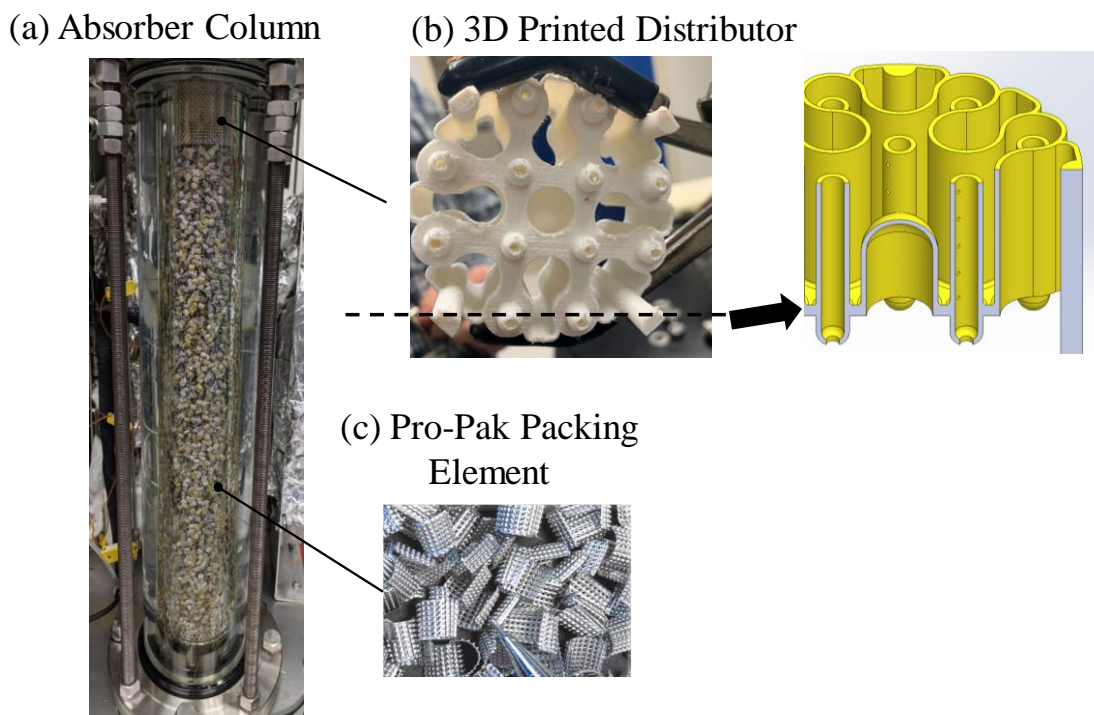 (a) Absorber Column
(b) 3D Printed Distributor
(c) Pro-Pak Packing
Element